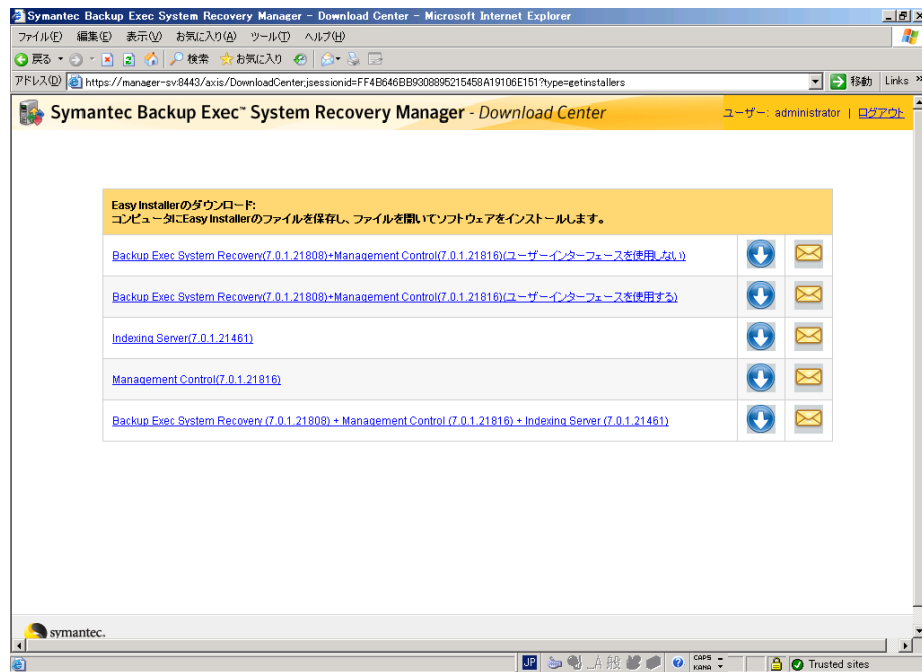 Symantec Backup Exec System Recovery Manager - Download Center - Microsoft Internet Explorer
ファイル(F) 編集(E) 表示(V) お気に入り(A) ツール(T) ヘルプ(H)
戻る 検索 お気に入り
アドレス(D) https://manager-sv:8443/axis/DownloadCenter;jsessionid=FF4B646BB9308895215458A19106E151?type=getinstallers 移動 Links »
Symantec Backup Exec™ System Recovery Manager - Download Center ユーザー: administrator | ログアウト
Easy Installerのダウンロード:
コンピュータにEasy Installerのファイルを保存し、ファイルを開いてソフトウェアをインストールします。
Backup Exec System Recovery(7.0.1.21808)+Management Control(7.0.1.21816)(ユーザーインターフェースを使用しない)
Backup Exec System Recovery(7.0.1.21808)+Management Control(7.0.1.21816)(ユーザーインターフェースを使用する)
Indexing Server(7.0.1.21461)
Management Control(7.0.1.21816)
Backup Exec System Recovery (7.0.1.21808) + Management Control (7.0.1.21816) + Indexing Server (7.0.1.21461)
symantec.
JP A 般 CAPS KANA Trusted sites